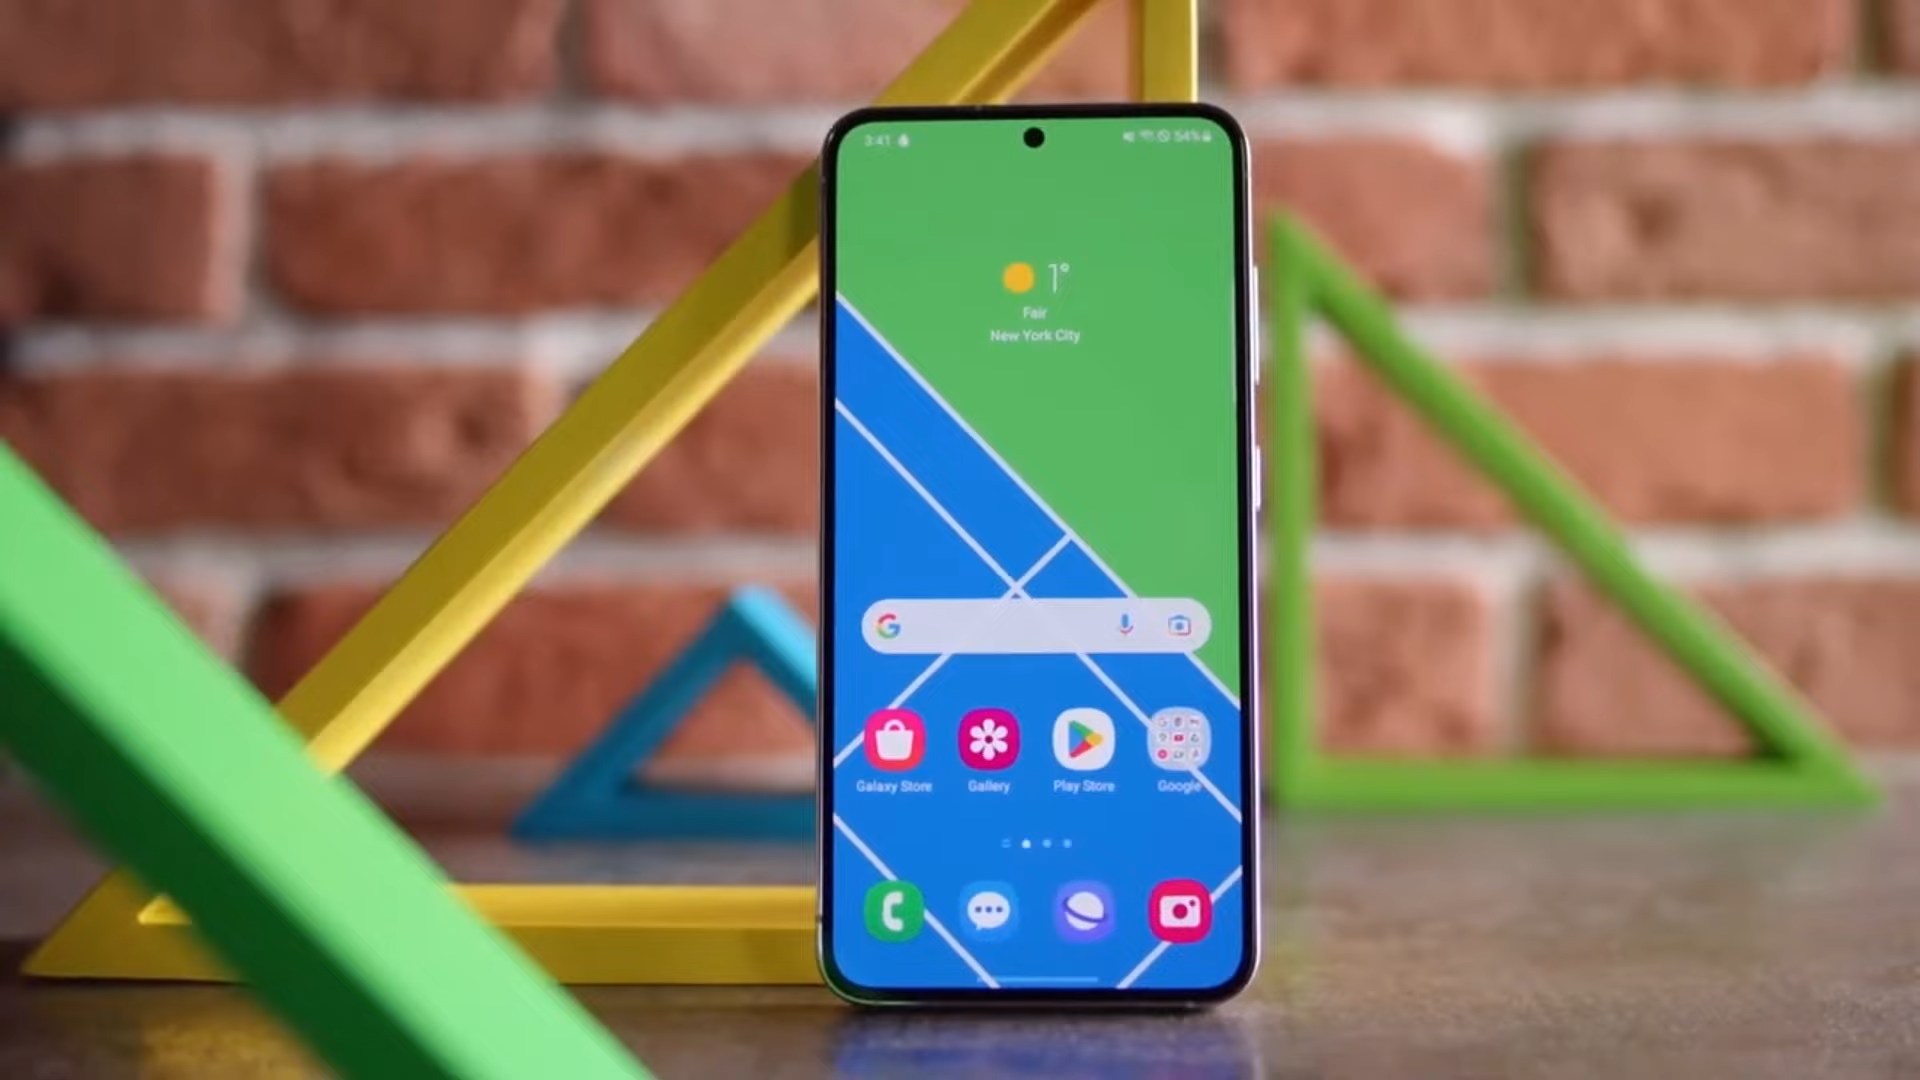 3:41
54%
1°
Fair
New York City
Galaxy Store
Gallery
Play Store
Google